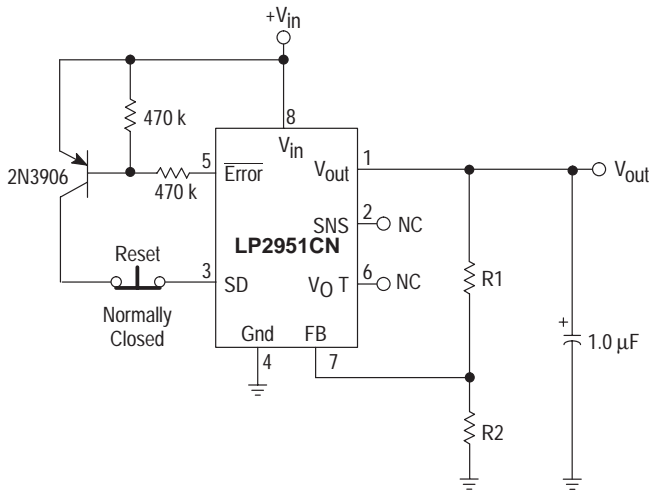 +Vin
470 k
8
Vin
2N3906
470 k
5
Error
Vout
1
Vout
SNS
2
NC
LP2951CN
Reset
3
SD
VO T
6
NC
R1
Normally
Closed
Gnd
FB
4
7
+
1.0 µF
R2